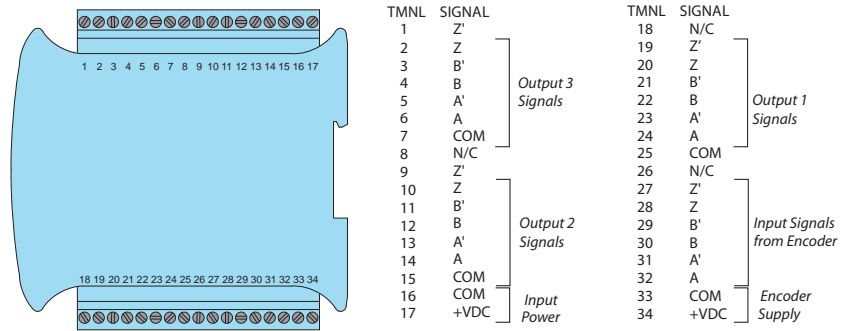 1 2 3 4 5 6 7 8 9 10 11 12 13 14 15 16 17
18 19 20 21 22 23 24 25 26 27 28 29 30 31 32 33 34
TMNL SIGNAL
1 Z'
2 Z
3 B'
4 B Output 3
5 A' Signals
6 A
7 COM
8 N/C
9 Z'
10 Z
11 B'
12 B Output 2
13 A' Signals
14 A
15 COM
16 COM Input
17 +VDC Power
TMNL SIGNAL
18 N/C
19 Z'
20 Z
21 B'
22 B Output 1
23 A' Signals
24 A
25 COM
26 N/C
27 Z'
28 Z
29 B' Input Signals
30 B from Encoder
31 A'
32 A
33 COM Encoder
34 +VDC Supply